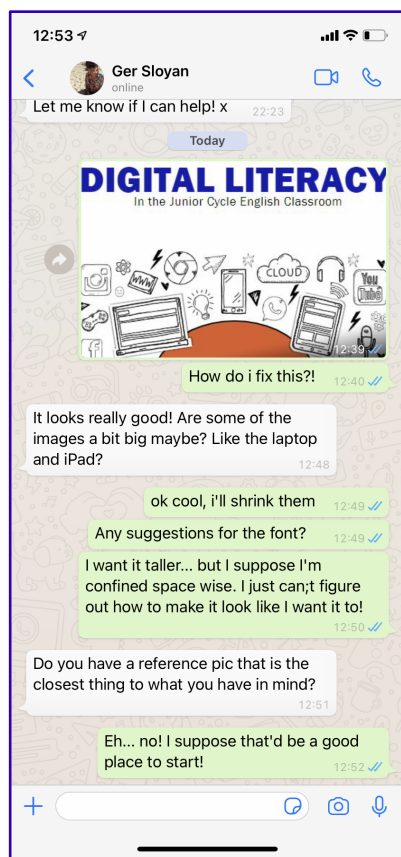 12:53
Ger Sloyan
online
Let me know if I can help! x 22:23
Today
DIGITAL LITERACY
In the Junior Cycle English Classroom
WWW
CLOUD
You
Tube
f
12:39
How do i fix this?! 12:40
It looks really good! Are some of the
images a bit big maybe? Like the laptop
and iPad?
12:48
ok cool, i'll shrink them 12:49
Any suggestions for the font? 12:49
I want it taller... but I suppose I'm
confined space wise. I just can;t figure
out how to make it look like I want it to!
12:50
Do you have a reference pic that is the
closest thing to what you have in mind?
12:51
Eh... no! I suppose that'd be a good
place to start!
12:52